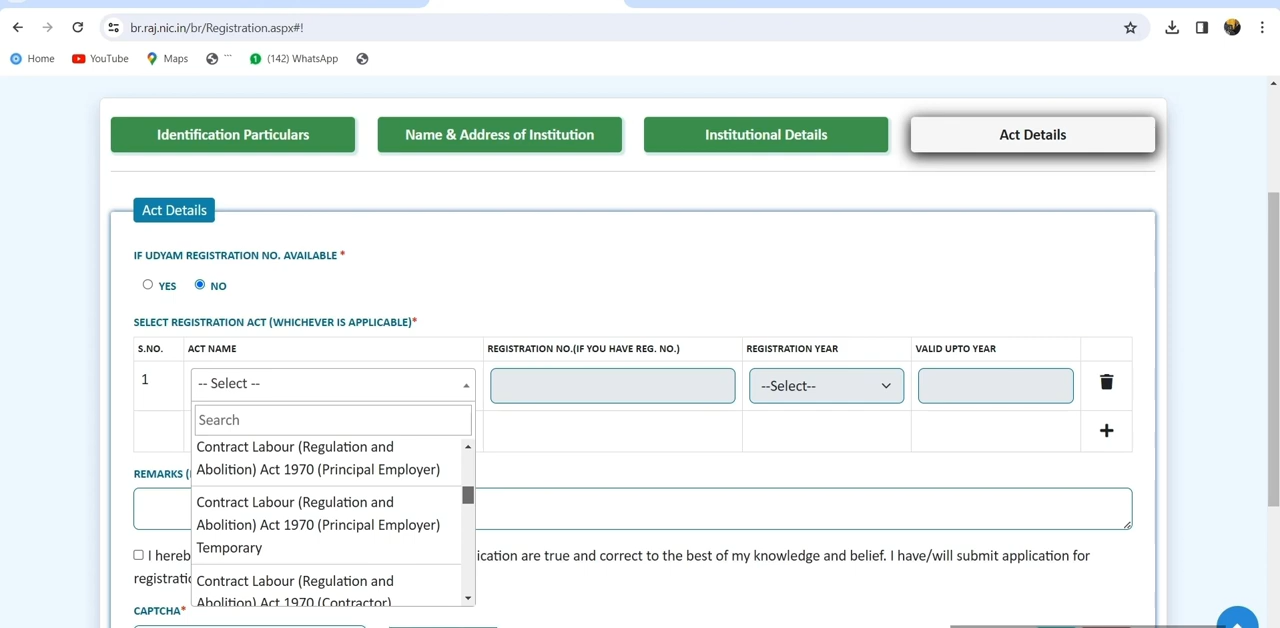 br.raj.nic.in/br/Registration.aspx#!
Home YouTube Maps ... (142) WhatsApp
Identification Particulars Name & Address of Institution Institutional Details Act Details
Act Details
IF UDYAM REGISTRATION NO. AVAILABLE *
YES NO
SELECT REGISTRATION ACT (WHICHEVER IS APPLICABLE)*
S.NO. ACT NAME REGISTRATION NO.(IF YOU HAVE REG. NO.) REGISTRATION YEAR VALID UPTO YEAR
1 -- Select -- --Select--
Search
Contract Labour (Regulation and
Abolition) Act 1970 (Principal Employer)
Contract Labour (Regulation and
Abolition) Act 1970 (Principal Employer)
Temporary
Contract Labour (Regulation and
Abolition) Act 1970 (Contractor)
REMARKS (
I hereb ication are true and correct to the best of my knowledge and belief. I have/will submit application for
registratio
CAPTCHA*